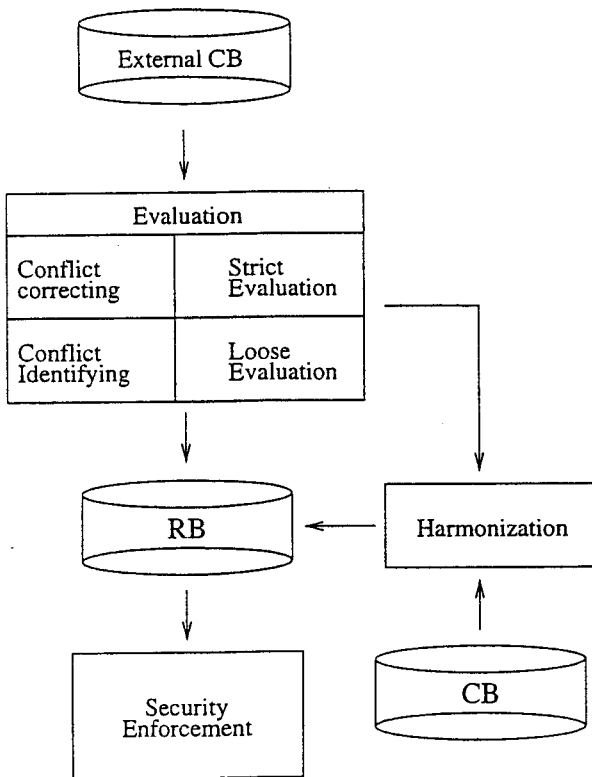 External CB
Evaluation
Conflict
correcting
Strict
Evaluation
Conflict
Identifying
Loose
Evaluation
RB
Harmonization
Security
Enforcement
CB